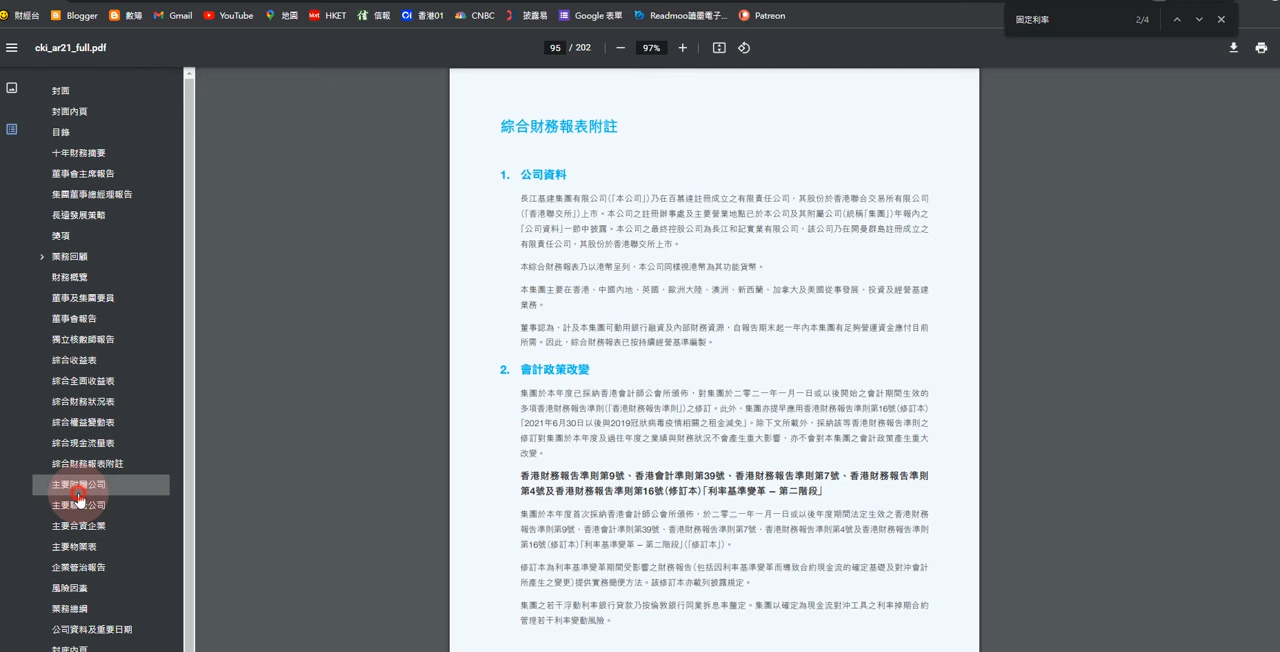 財經台 Blogger 數簿 Gmail YouTube 地圖 HKET 信報 香港01 CNBC 披露易 Google 表單 Readmoo讀墨電子... Patreon
固定利率 2/4
cki_ar21_full.pdf 95 / 202 97%
封面
封面內頁
目錄
十年財務摘要
董事會主席報告
集團董事總經理報告
長遠發展策略
獎項
業務回顧
財務概覽
董事及集團要員
董事會報告
獨立核數師報告
綜合收益表
綜合全面收益表
綜合財務狀況表
綜合權益變動表
綜合現金流量表
綜合財務報表附註
主要附屬公司
主要聯營公司
主要合資企業
主要物業表
企業管治報告
風險因素
業務總綱
公司資料及重要日期
封底內頁
綜合財務報表附註
1. 公司資料
長江基建集團有限公司(「本公司」)乃在百慕達註冊成立之有限責任公司，其股份於香港聯合交易所有限公司
(「香港聯交所」)上市。本公司之註冊辦事處及主要營業地點已於本公司及其附屬公司(統稱「集團」)年報內之
「公司資料」一節中披露。本公司之最終控股公司為長江和記實業有限公司，該公司乃在開曼群島註冊成立之
有限責任公司，其股份於香港聯交所上市。
本綜合財務報表乃以港幣呈列，本公司同樣視港幣為其功能貨幣。
本集團主要在香港、中國內地、英國、歐洲大陸、澳洲、新西蘭、加拿大及美國從事發展、投資及經營基建
業務。
董事認為，計及本集團可動用銀行融資及內部財務資源，自報告期末起一年內本集團有足夠營運資金應付目前
所需。因此，綜合財務報表已按持續經營基準編製。
2. 會計政策改變
集團於本年度已採納香港會計師公會所頒佈，對集團於二零二一年一月一日或以後開始之會計期間生效的
多項香港財務報告準則(「香港財務報告準則」)之修訂。此外，集團亦提早應用香港財務報告準則第16號(修訂本)
「2021年6月30日以後與2019冠狀病毒疫情相關之租金減免」。除下文所載外，採納該等香港財務報告準則之
修訂對集團於本年度及過往年度之業績與財務狀況不會產生重大影響，亦不會對本集團之會計政策產生重大
改變。
香港財務報告準則第9號、香港會計準則第39號、香港財務報告準則第7號、香港財務報告準則
第4號及香港財務報告準則第16號(修訂本)「利率基準變革 – 第二階段」
集團於本年度首次採納香港會計師公會所頒佈，於二零二一年一月一日或以後年度期間法定生效之香港財務
報告準則第9號、香港會計準則第39號、香港財務報告準則第7號、香港財務報告準則第4號及香港財務報告準則
第16號(修訂本)「利率基準變革 – 第二階段」(「修訂本」)。
修訂本為利率基準變革期間受影響之財務報告(包括因利率基準變革而導致合約現金流的確定基礎及對沖會計
所產生之變更)提供實務簡便方法。該修訂本亦載列披露規定。
集團之若干浮動利率銀行貸款乃按倫敦銀行同業拆息率釐定。集團以確定為現金流對沖工具之利率掉期合約
管理若干利率變動風險。